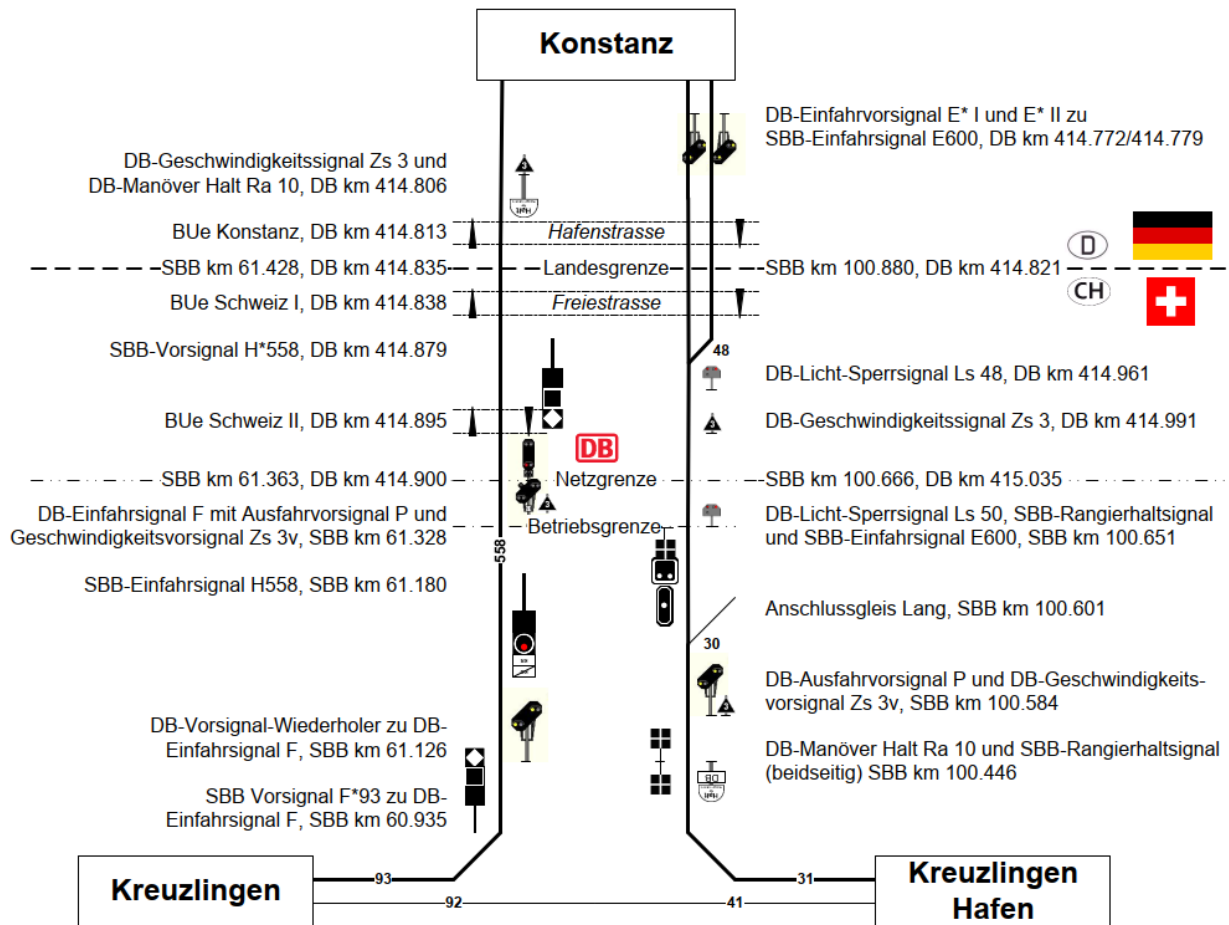 Konstanz
DB-Einfahrvorsignal E* I und E* II zu
SBB-Einfahrsignal E600, DB km 414.772/414.779
DB-Geschwindigkeitssignal Zs 3 und
DB-Manöver Halt Ra 10, DB km 414.806
3
Halt
BUe Konstanz, DB km 414.813
Hafenstrasse
D
SBB km 61.428, DB km 414.835
Landesgrenze
SBB km 100.880, DB km 414.821
CH
BUe Schweiz I, DB km 414.838
Freiestrasse
SBB-Vorsignal H*558, DB km 414.879
48
DB-Licht-Sperrsignal Ls 48, DB km 414.961
BUe Schweiz II, DB km 414.895
3
DB-Geschwindigkeitssignal Zs 3, DB km 414.991
DB
SBB km 61.363, DB km 414.900
Netzgrenze
SBB km 100.666, DB km 415.035
3
DB-Einfahrsignal F mit Ausfahrvorsignal P und
Geschwindigkeitsvorsignal Zs 3v, SBB km 61.328
Betriebsgrenze
DB-Licht-Sperrsignal Ls 50, SBB-Rangierhaltsignal
und SBB-Einfahrsignal E600, SBB km 100.651
558
SBB-Einfahrsignal H558, SBB km 61.180
Anschlussgleis Lang, SBB km 100.601
30
DB-Ausfahrvorsignal P und DB-Geschwindigkeits-
vorsignal Zs 3v, SBB km 100.584
3
DB-Vorsignal-Wiederholer zu DB-
Einfahrsignal F, SBB km 61.126
DB-Manöver Halt Ra 10 und SBB-Rangierhaltsignal
(beidseitig) SBB km 100.446
DB
Halt
SBB Vorsignal F*93 zu DB-
Einfahrsignal F, SBB km 60.935
Kreuzlingen
93
92
41
31
Kreuzlingen
Hafen